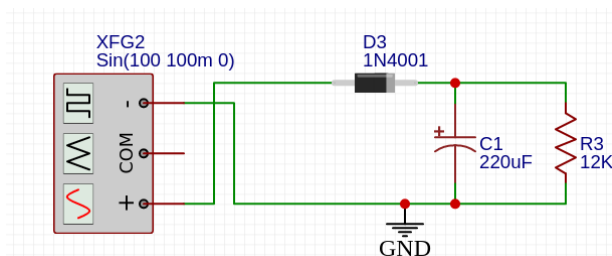 XFG2
Sin(100 100m 0)
D3
1N4001
-
COM
+
+
C1
220uF
R3
12K
GND